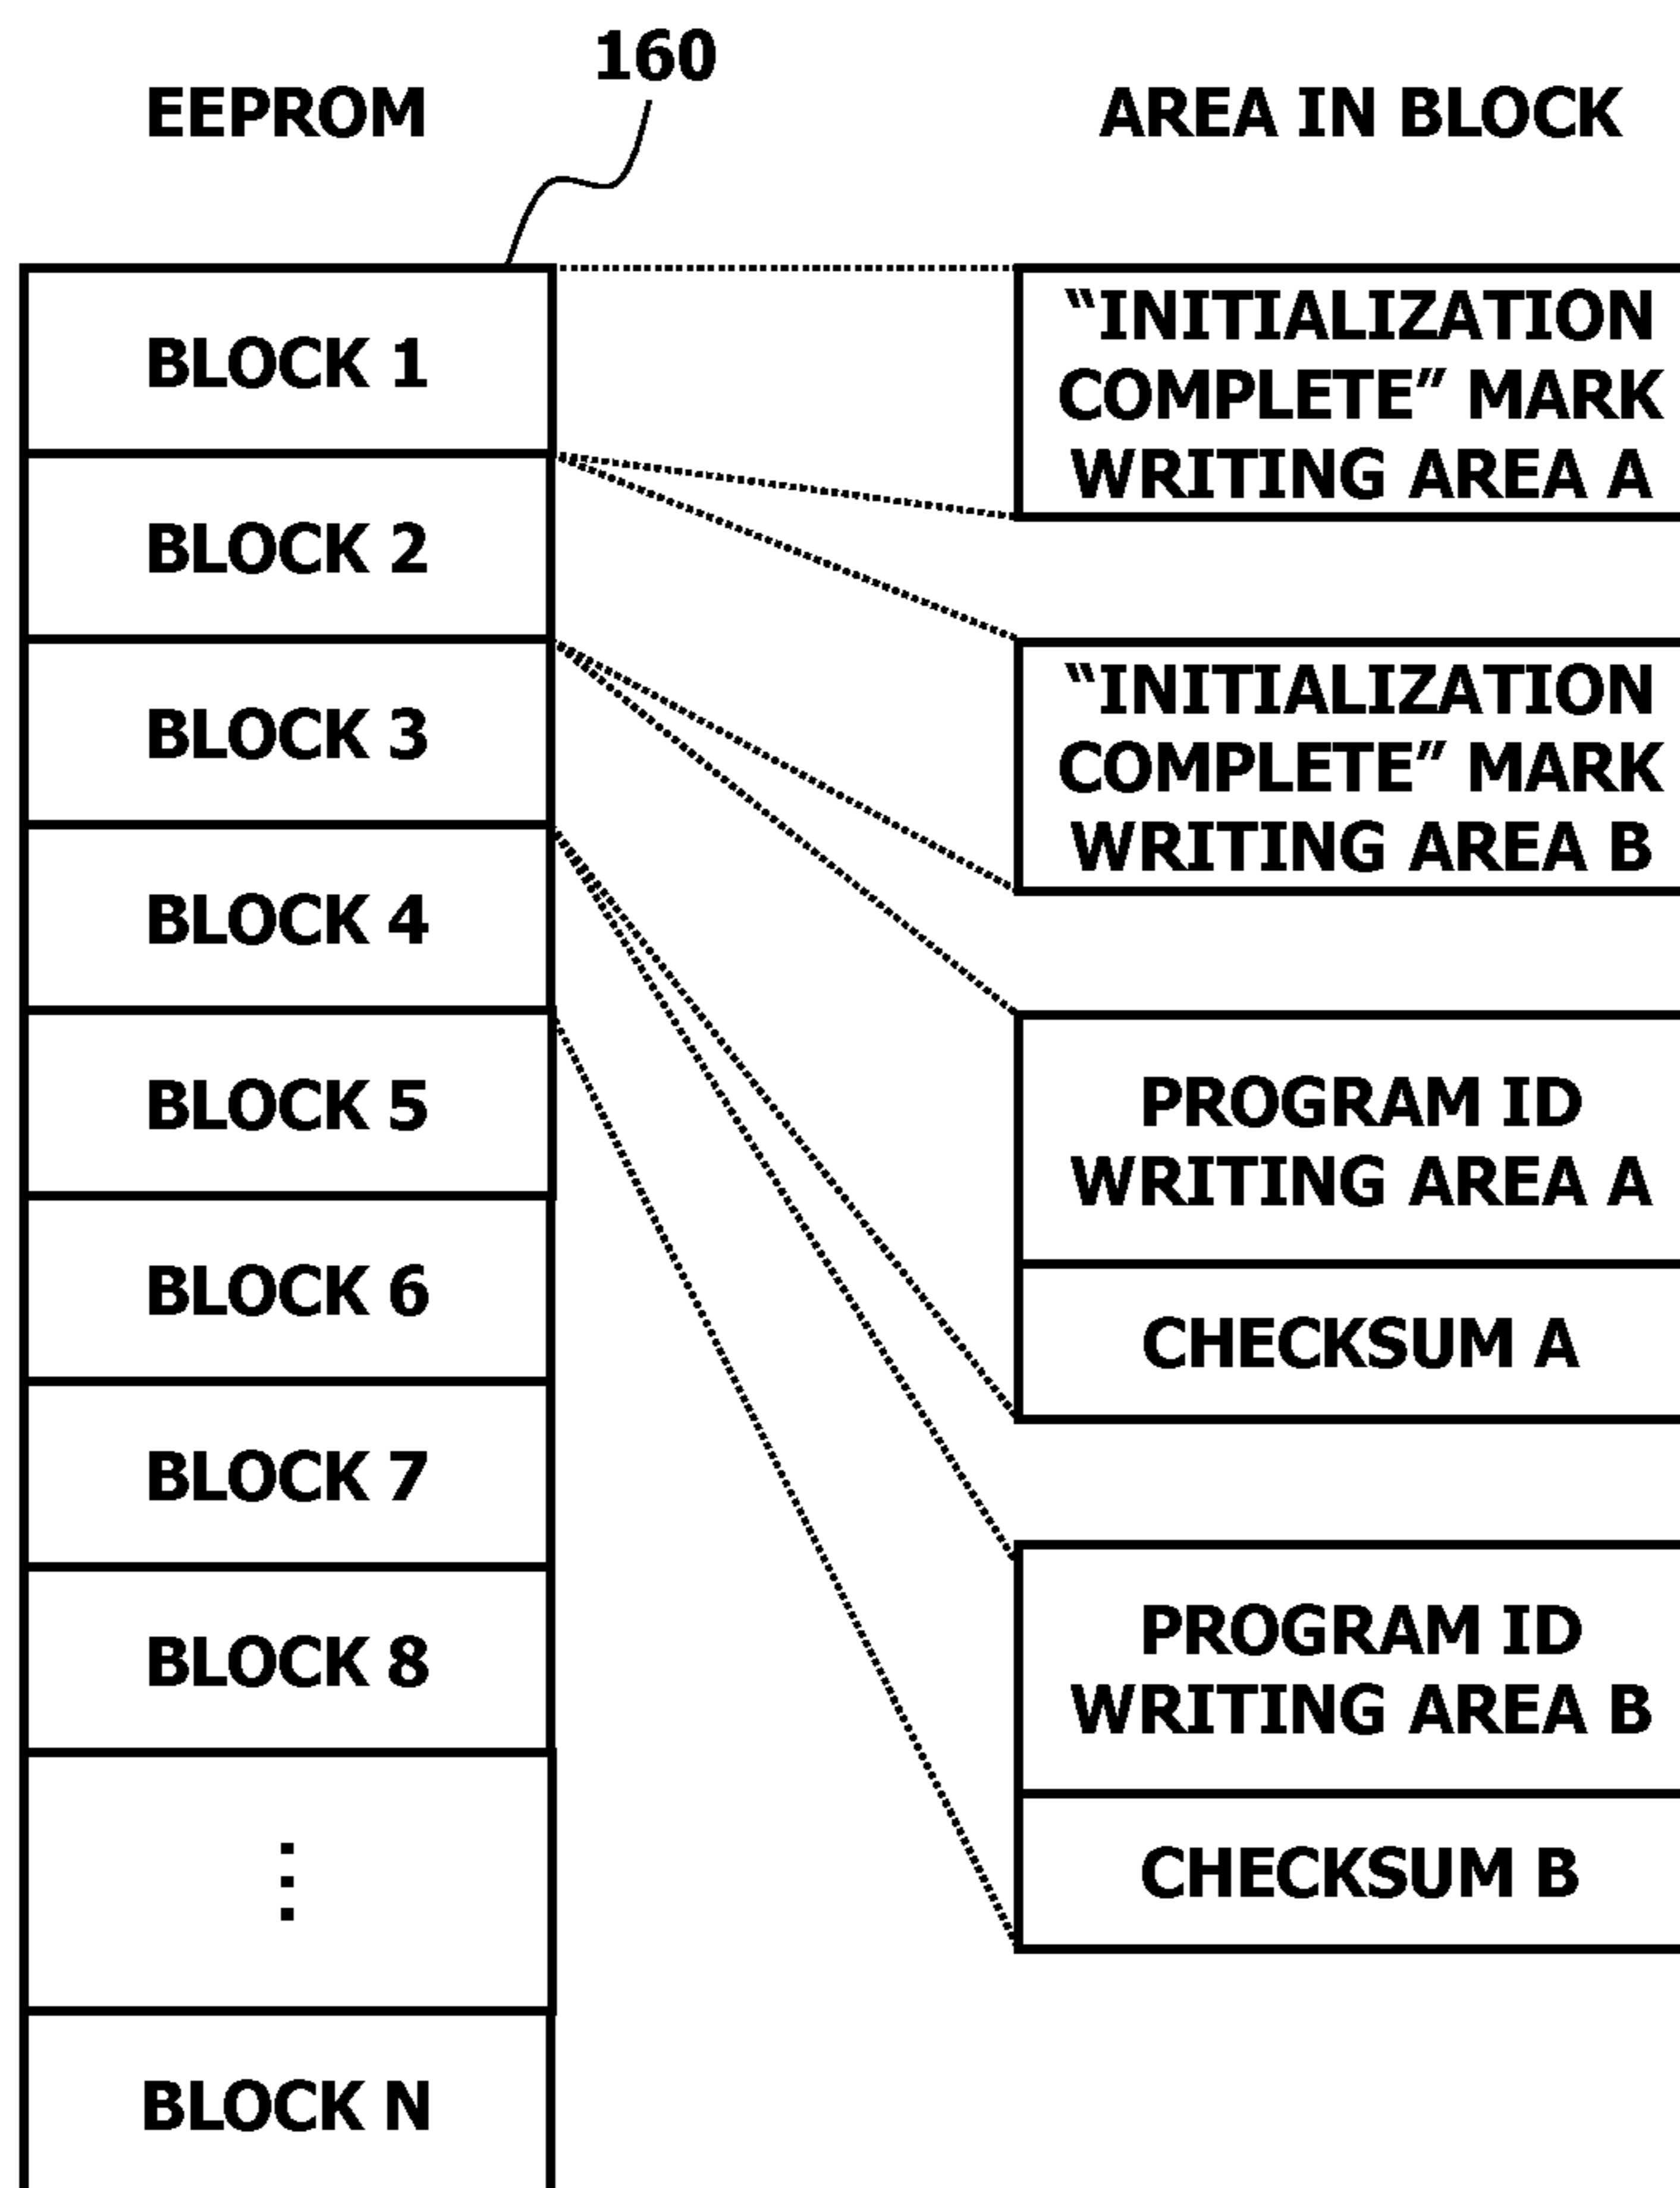 160
EEPROM
AREA IN BLOCK
BLOCK 1
BLOCK 2
BLOCK 3
BLOCK 4
BLOCK 5
BLOCK 6
BLOCK 7
BLOCK 8
⋮
BLOCK N
“INITIALIZATION
COMPLETE” MARK
WRITING AREA A
“INITIALIZATION
COMPLETE” MARK
WRITING AREA B
PROGRAM ID
WRITING AREA A
CHECKSUM A
PROGRAM ID
WRITING AREA B
CHECKSUM B